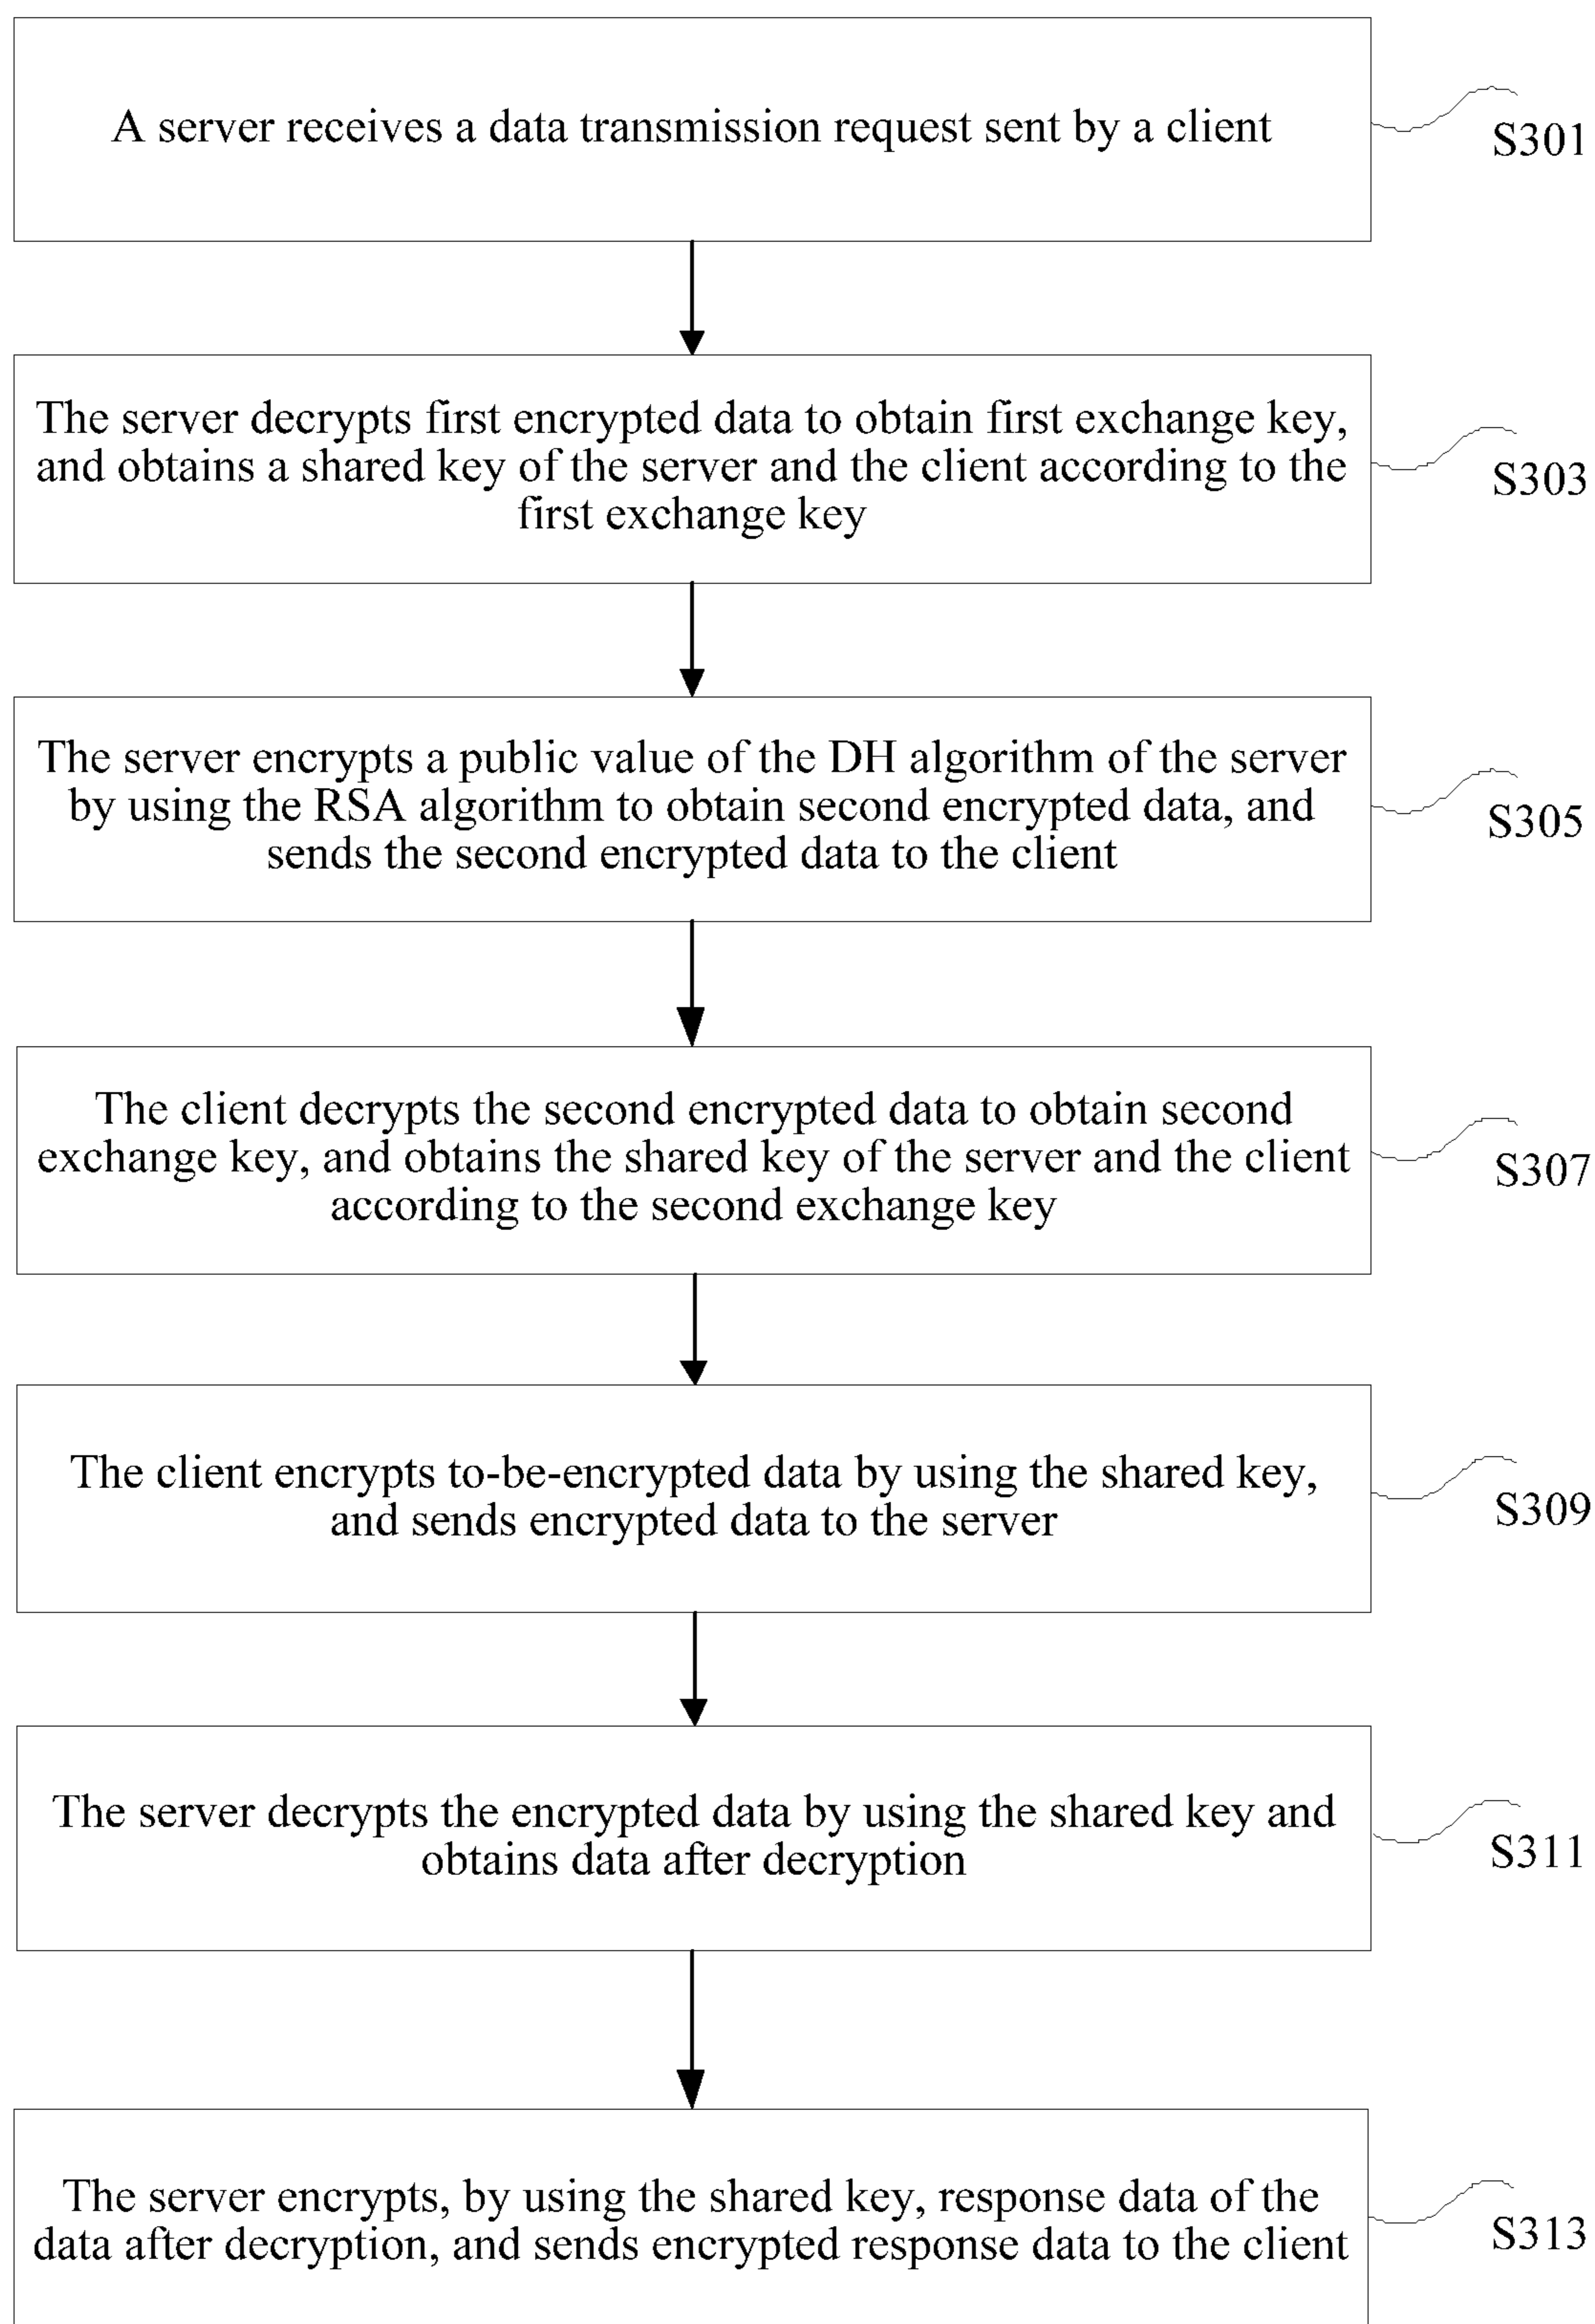 A server receives a data transmission request sent by a client
S301
The server decrypts first encrypted data to obtain first exchange key,
and obtains a shared key of the server and the client according to the
first exchange key
S303
The server encrypts a public value of the DH algorithm of the server
by using the RSA algorithm to obtain second encrypted data, and
sends the second encrypted data to the client
S305
The client decrypts the second encrypted data to obtain second
exchange key, and obtains the shared key of the server and the client
according to the second exchange key
S307
The client encrypts to-be-encrypted data by using the shared key,
and sends encrypted data to the server
S309
The server decrypts the encrypted data by using the shared key and
obtains data after decryption
S311
The server encrypts, by using the shared key, response data of the
data after decryption, and sends encrypted response data to the client
S313